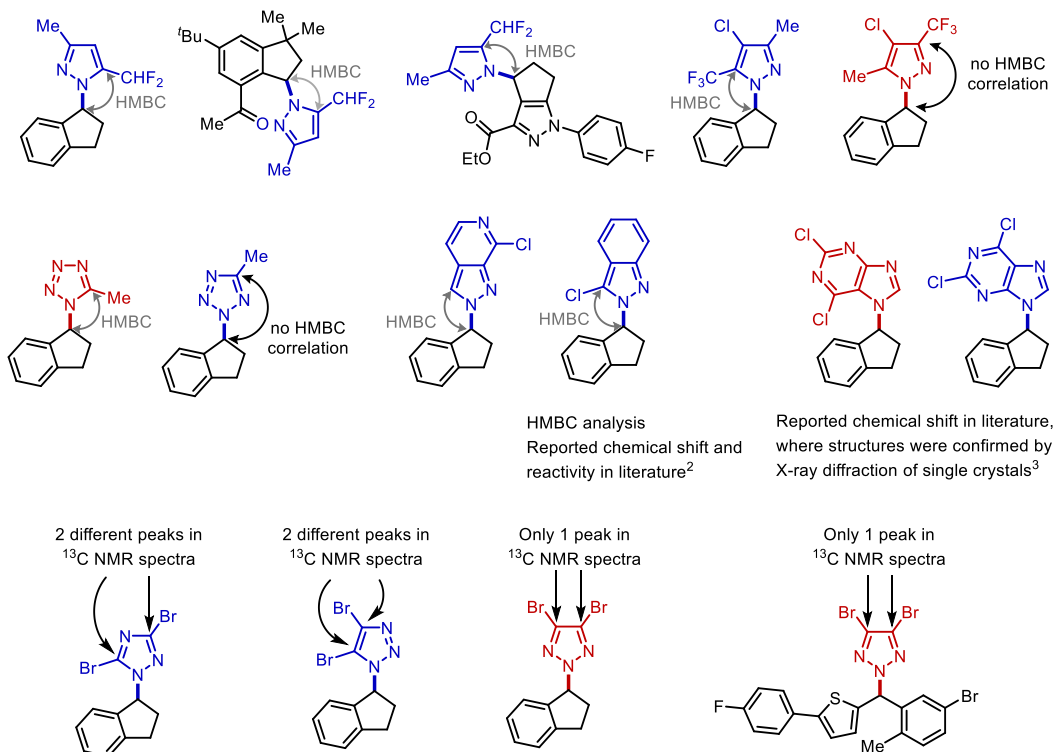 Me
N
N
CHF2
HMBC
tBu
Me
Me
HMBC
N
N
CHF2
Me
O
Me
CHF2
HMBC
Me
N
N
O
EtO
N
N
F
Cl
Me
F3C
N
N
HMBC
Cl
CF3
Me
N
N
no HMBC
correlation
N
N
N
N
Me
HMBC
Me
N
N
N
N
no HMBC
correlation
N
Cl
N
N
HMBC
Cl
N
N
HMBC
Cl
N
N
N
N
Cl
Cl
Cl
N
N
N
N
HMBC analysis
Reported chemical shift and
reactivity in literature2
Reported chemical shift in literature,
where structures were confirmed by
X-ray diffraction of single crystals3
2 different peaks in
13C NMR spectra
2 different peaks in
13C NMR spectra
Only 1 peak in
13C NMR spectra
Only 1 peak in
13C NMR spectra
Br
N
Br
N
N
Br
Br
N
N
N
Br
Br
N
N
N
Br
Br
N
N
N
F
S
Br
Me